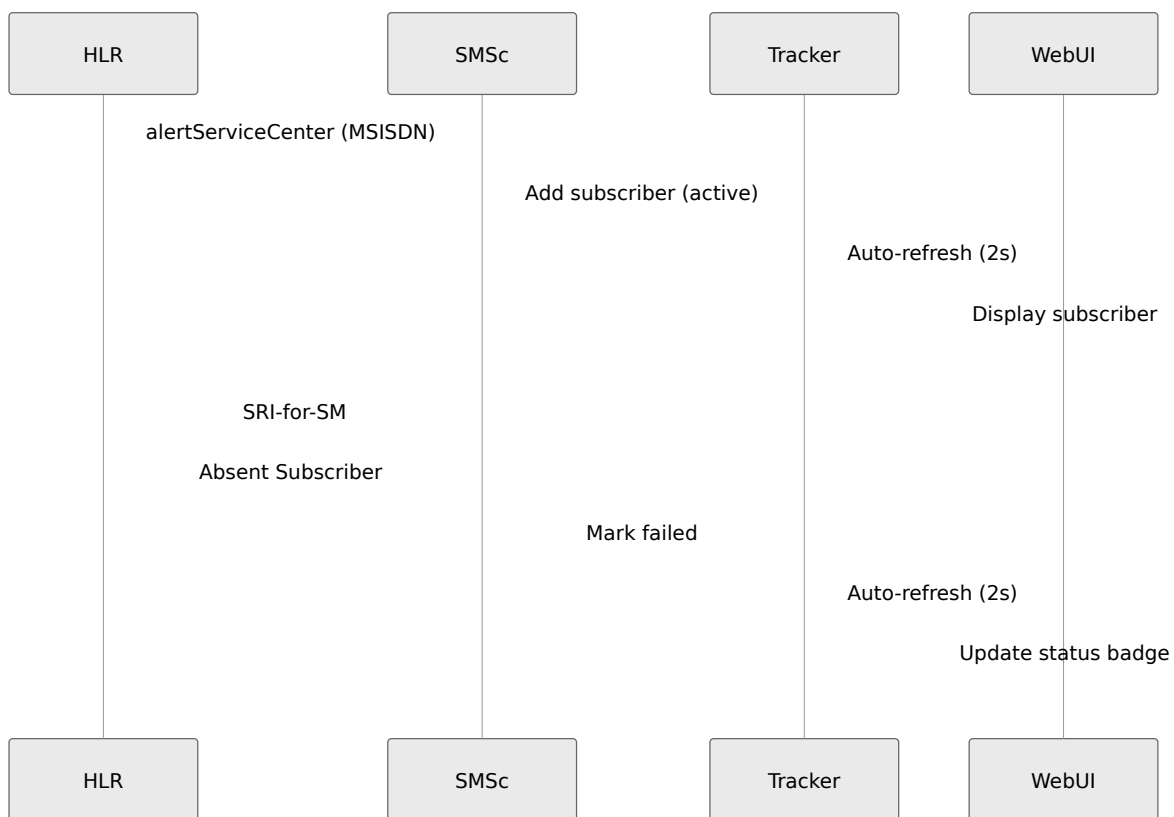 HLR
SMSc
Tracker
WebUI
alertServiceCenter (MSISDN)
Add subscriber (active)
Auto-refresh (2s)
Display subscriber
SRI-for-SM
Absent Subscriber
Mark failed
Auto-refresh (2s)
Update status badge
HLR
SMSc
Tracker
WebUI